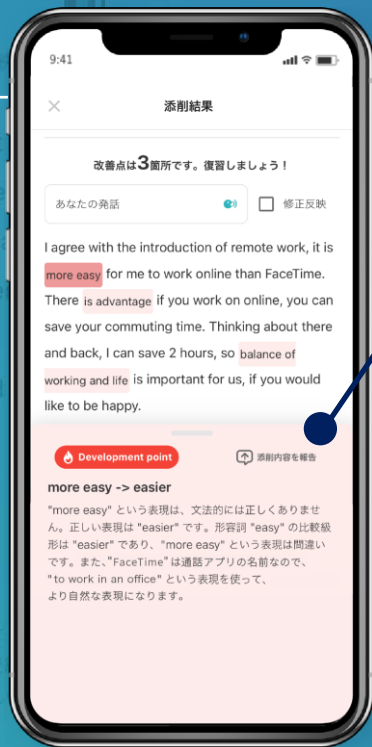 9:41
添削結果
改善点は3箇所です。復習しましょう！
あなたの発話
修正反映
I agree with the introduction of remote work, it is
more easy for me to work online than FaceTime.
There is advantage if you work on online, you can
save your commuting time. Thinking about there
and back, I can save 2 hours, so balance of
working and life is important for us, if you would
like to be happy.
Development point
添削内容を報告
more easy -> easier
"more easy" という表現は、文法的には正しくありませ
ん。正しい表現は "easier" です。形容詞 "easy" の比較級
形は "easier" であり、"more easy" という表現は間違い
です。また、"FaceTime" は通話アプリの名前なので、
"to work in an office" という表現を使って、
より自然な表現になります。